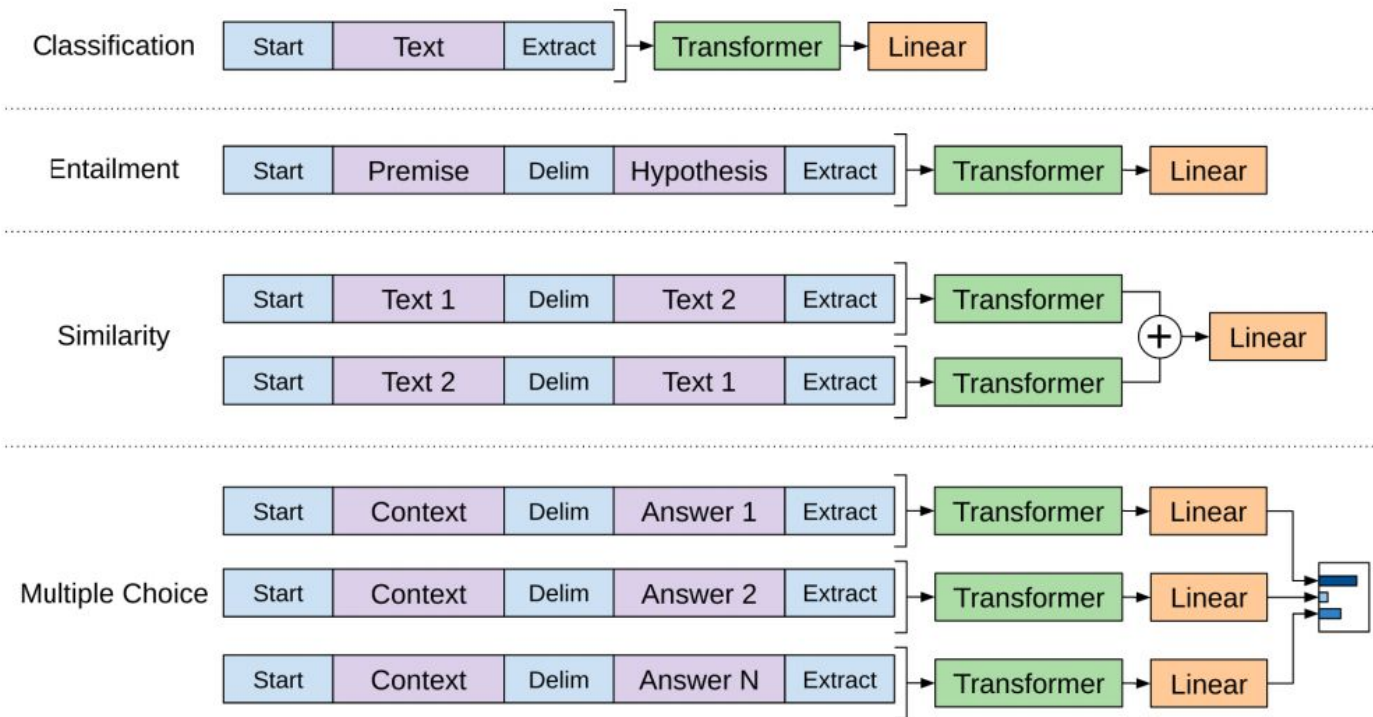 Classification Start Text Extract Transformer Linear
Entailment Start Premise Delim Hypothesis Extract Transformer Linear
Similarity
Start Text 1 Delim Text 2 Extract Transformer
+ Linear
Start Text 2 Delim Text 1 Extract Transformer
Multiple Choice
Start Context Delim Answer 1 Extract Transformer Linear
Start Context Delim Answer 2 Extract Transformer Linear
Start Context Delim Answer N Extract Transformer Linear